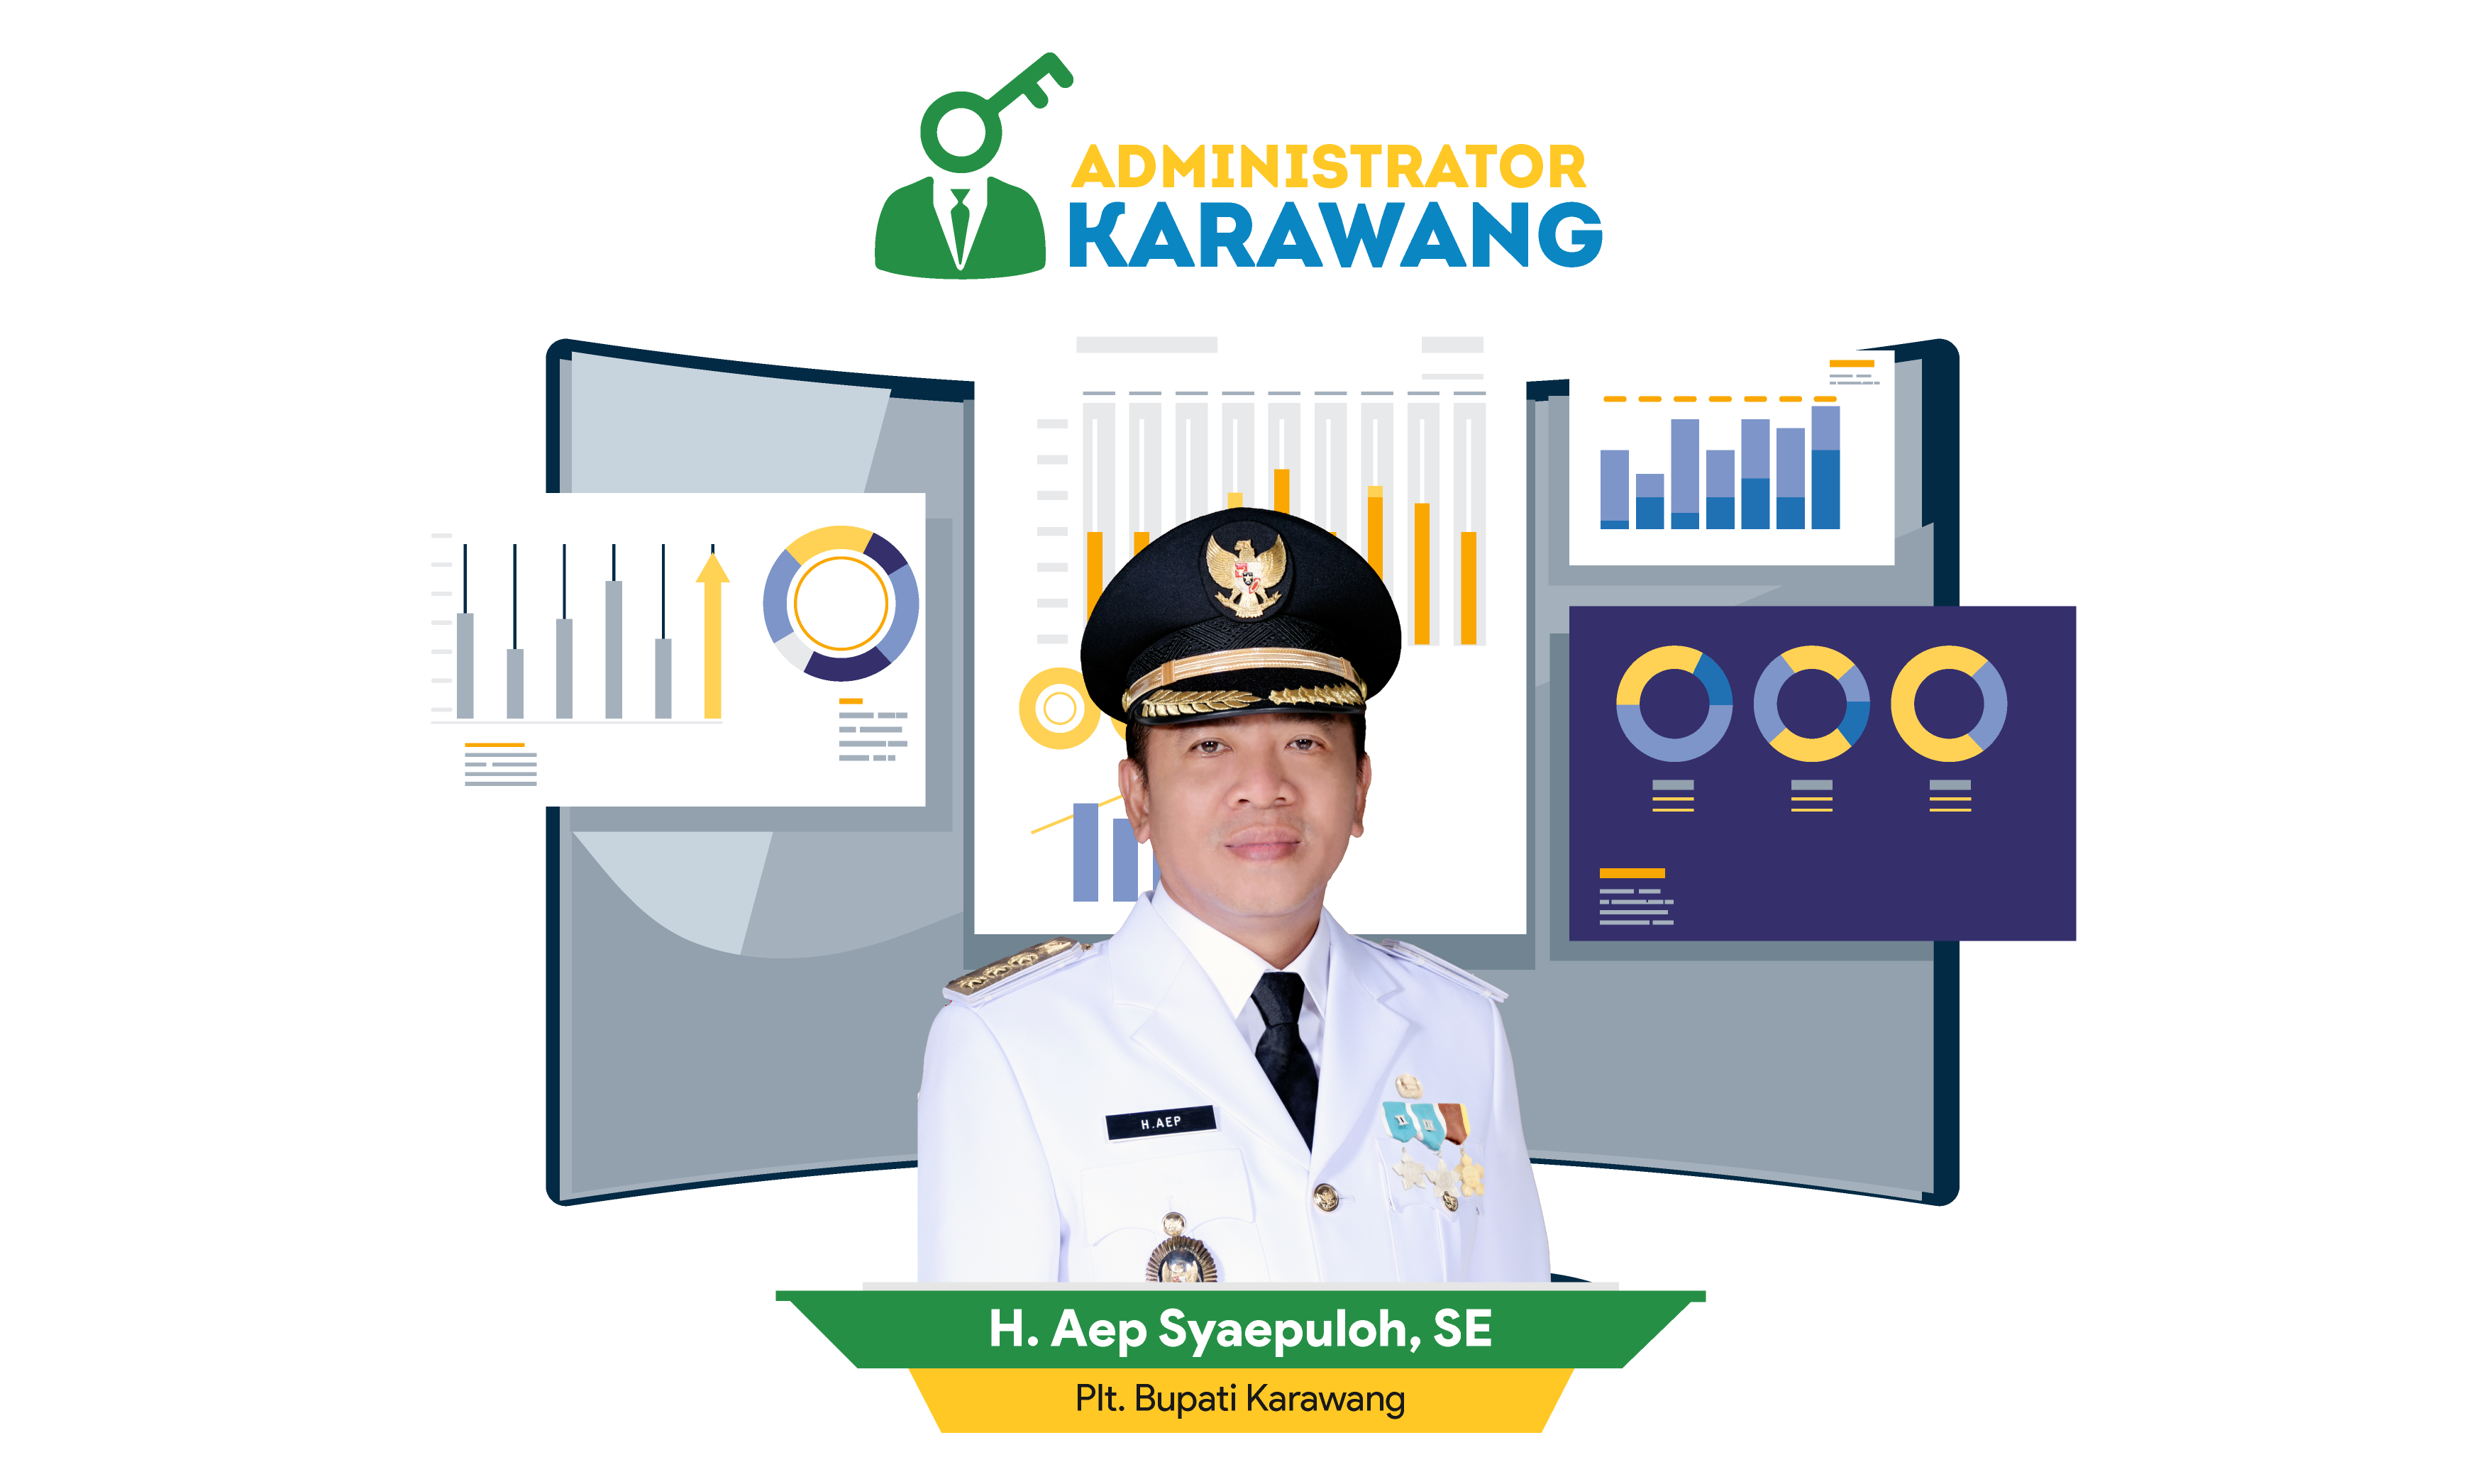 ADMINISTRATOR
KARAWANG
H.AEP
H. Aep Syaepuloh, SE
Plt. Bupati Karawang